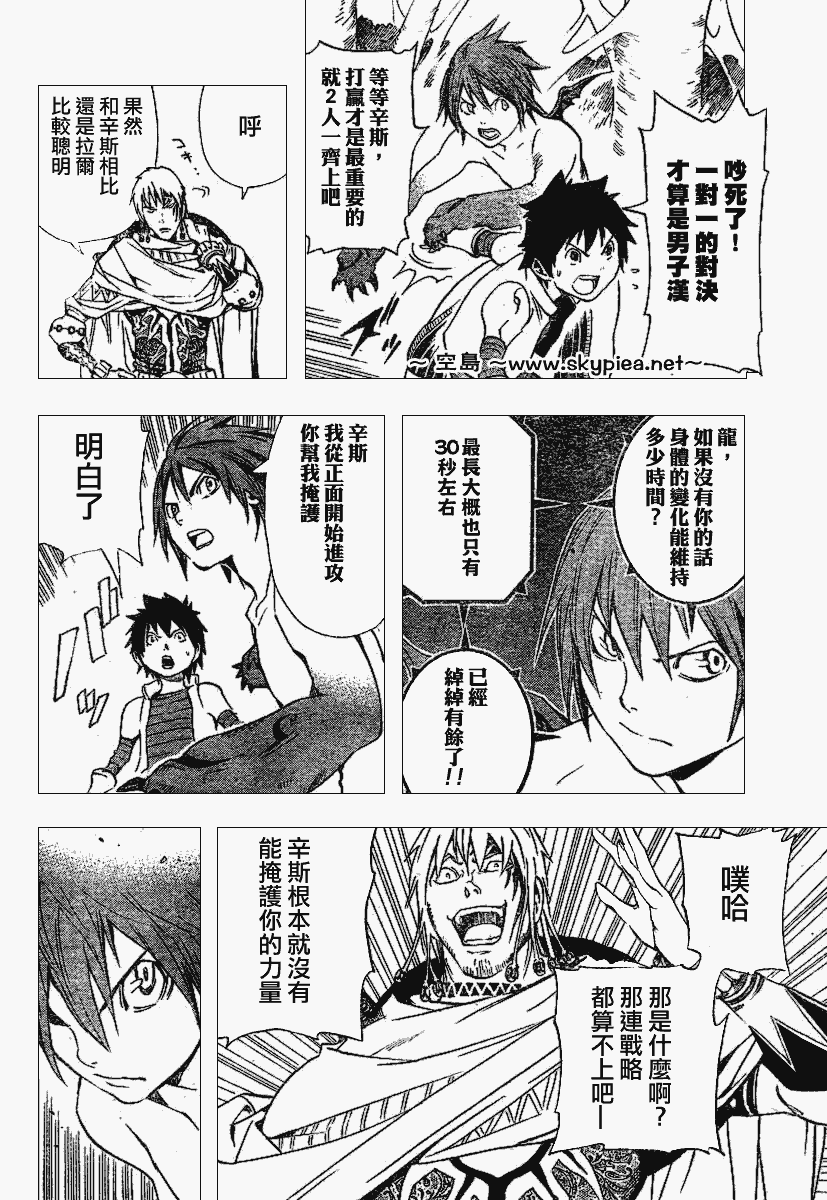 吵死了!
一對一的對決
才算是男子漢
等等辛斯，
打贏才是最重要的
就2人一齊上吧
～空島～www.skypiea.net～
呼
果然
和辛斯相比
還是拉爾
比較聰明
龍，
如果沒有你的話
身體的變化能維持
多少時間？
最長大概也只有
30秒左右
已經
綽綽有餘了!!
辛斯
我從正面開始進攻
你幫我掩護
明白了
噗哈
那是什麼啊？
那連戰略
都算不上吧ー
辛斯根本就沒有
能掩護你的力量